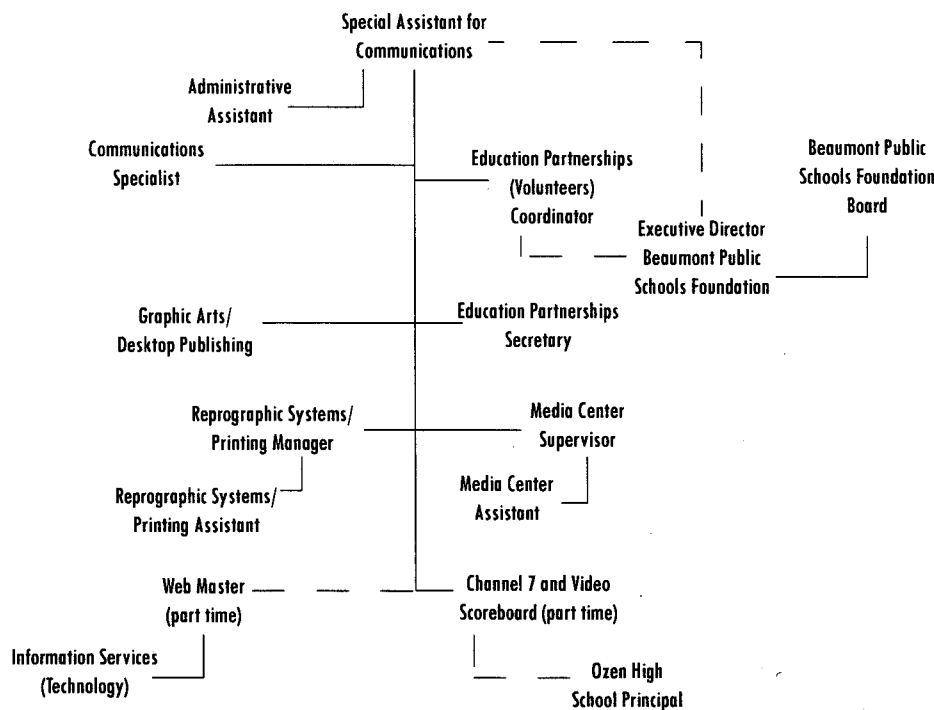 Special Assistant for
Communications
Administrative
Assistant
Communications
Specialist
Education Partnerships
(Volunteers)
Coordinator
Beaumont Public
Schools Foundation
Board
Executive Director
Beaumont Public
Schools Foundation
Graphic Arts/
Desktop Publishing
Education Partnerships
Secretary
Reprographic Systems/
Printing Manager
Media Center
Supervisor
Reprographic Systems/
Printing Assistant
Media Center
Assistant
Web Master
(part time)
Channel 7 and Video
Scoreboard (part time)
Information Services
(Technology)
Ozen High
School Principal